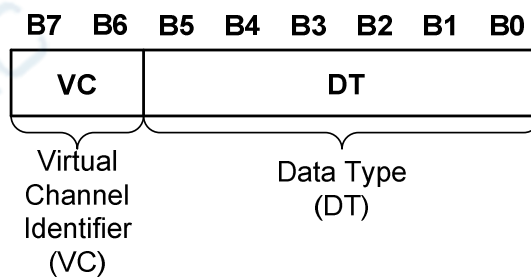 B7 B6 B5 B4 B3 B2 B1 B0
VC DT
Virtual
Channel
Identifier
(VC)
Data Type
(DT)